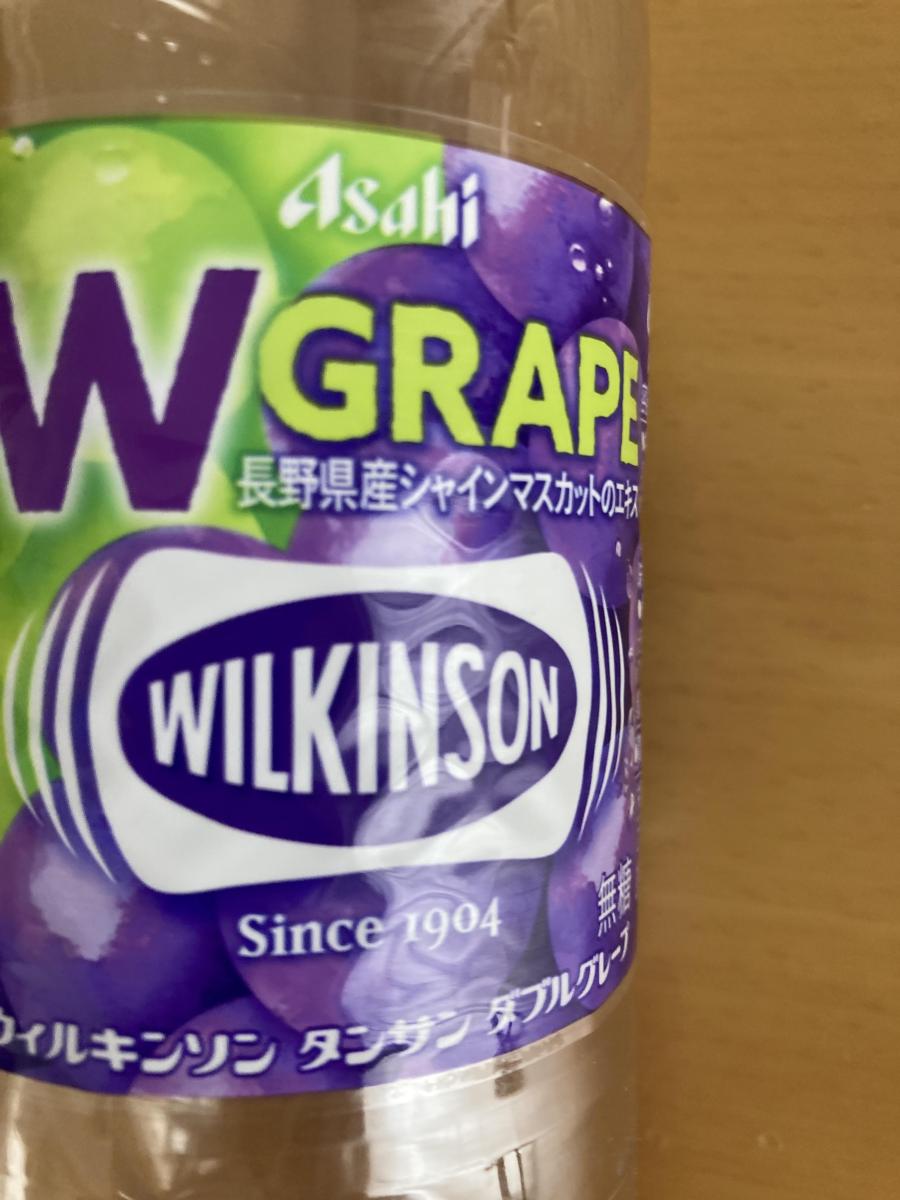 Asahi
W GRAPE
長野県産シャインマスカットのエキス
WILKINSON
Since 1904
無糖
ウィルキンソン タンサン ダブルグレープ